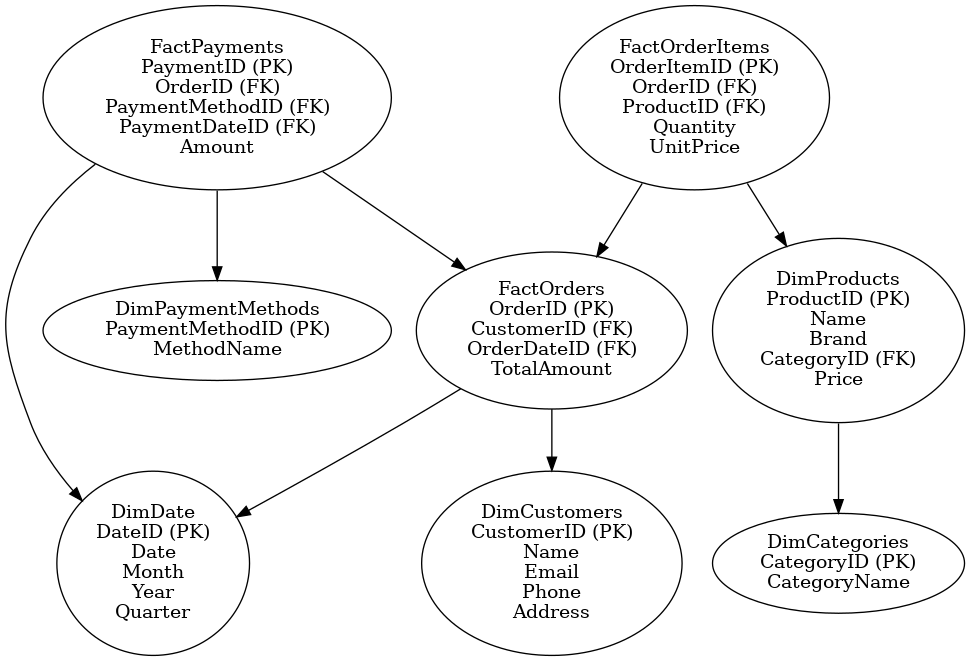 FactPayments
PaymentID (PK)
OrderID (FK)
PaymentMethodID (FK)
PaymentDateID (FK)
Amount
FactOrderItems
OrderItemID (PK)
OrderID (FK)
ProductID (FK)
Quantity
UnitPrice
DimPaymentMethods
PaymentMethodID (PK)
MethodName
FactOrders
OrderID (PK)
CustomerID (FK)
OrderDateID (FK)
TotalAmount
DimProducts
ProductID (PK)
Name
Brand
CategoryID (FK)
Price
DimDate
DateID (PK)
Date
Month
Year
Quarter
DimCustomers
CustomerID (PK)
Name
Email
Phone
Address
DimCategories
CategoryID (PK)
CategoryName